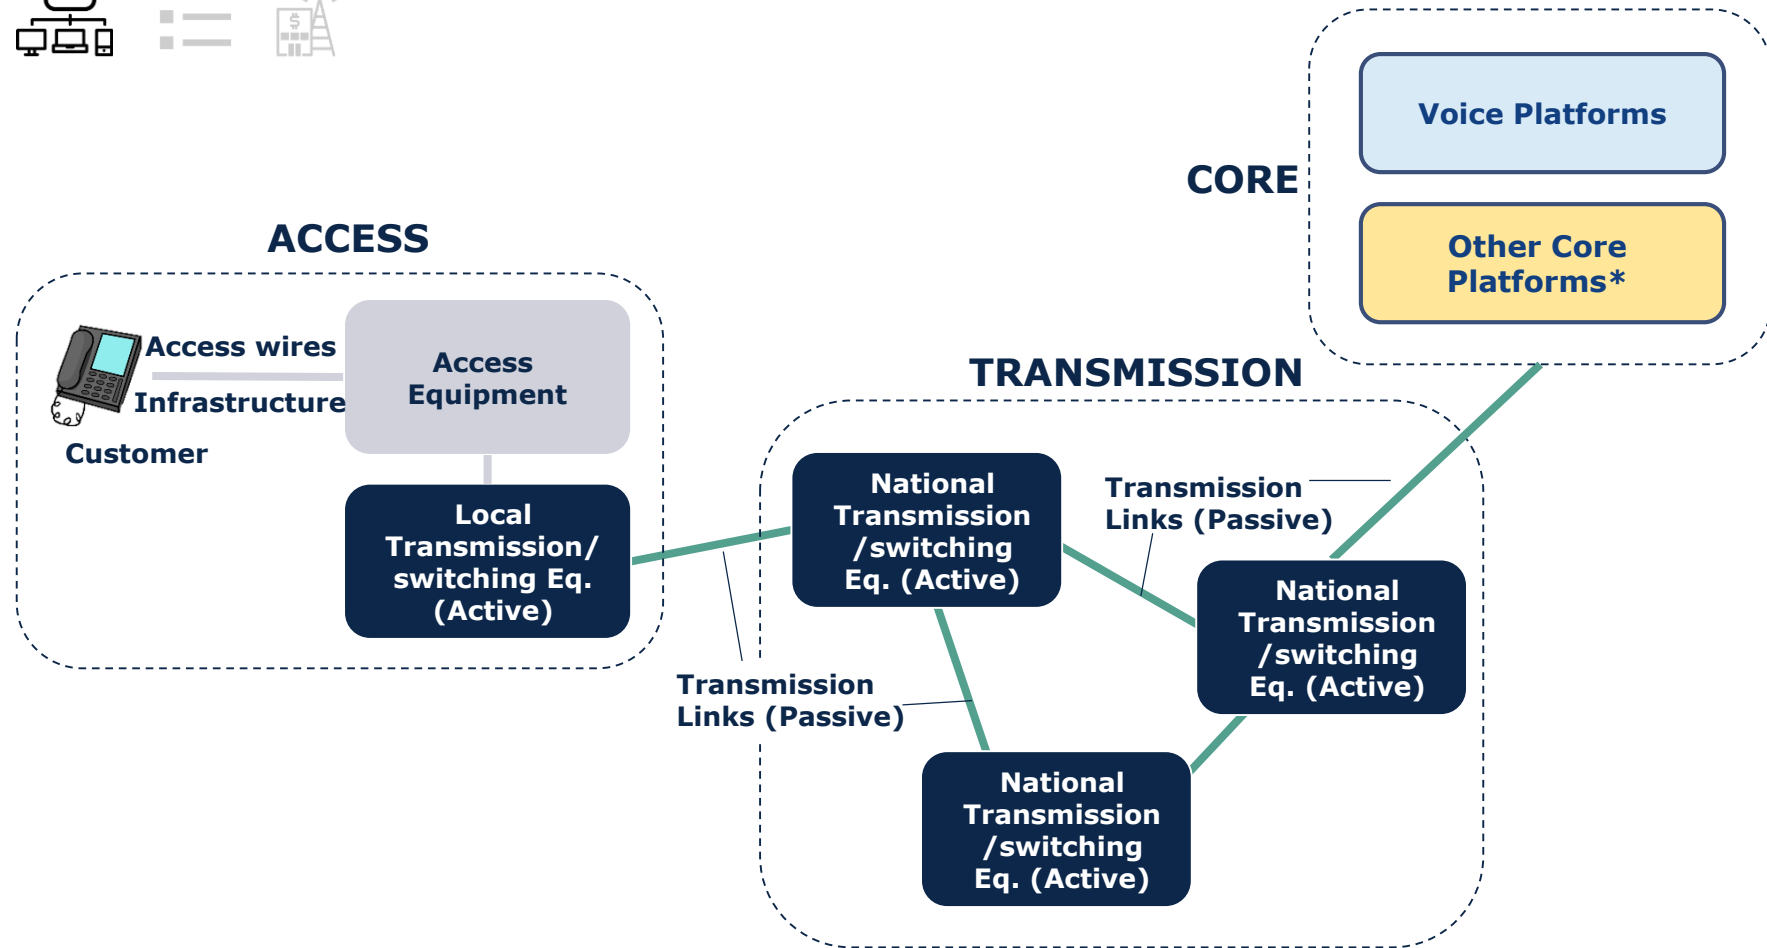 $
Voice Platforms
CORE
Other Core
Platforms*
ACCESS
Access wires
Infrastructure
Customer
Access
Equipment
Local
Transmission/
switching Eq.
(Active)
TRANSMISSION
National
Transmission
/switching
Eq. (Active)
Transmission
Links (Passive)
National
Transmission
/switching
Eq. (Active)
Transmission
Links (Passive)
National
Transmission
/switching
Eq. (Active)